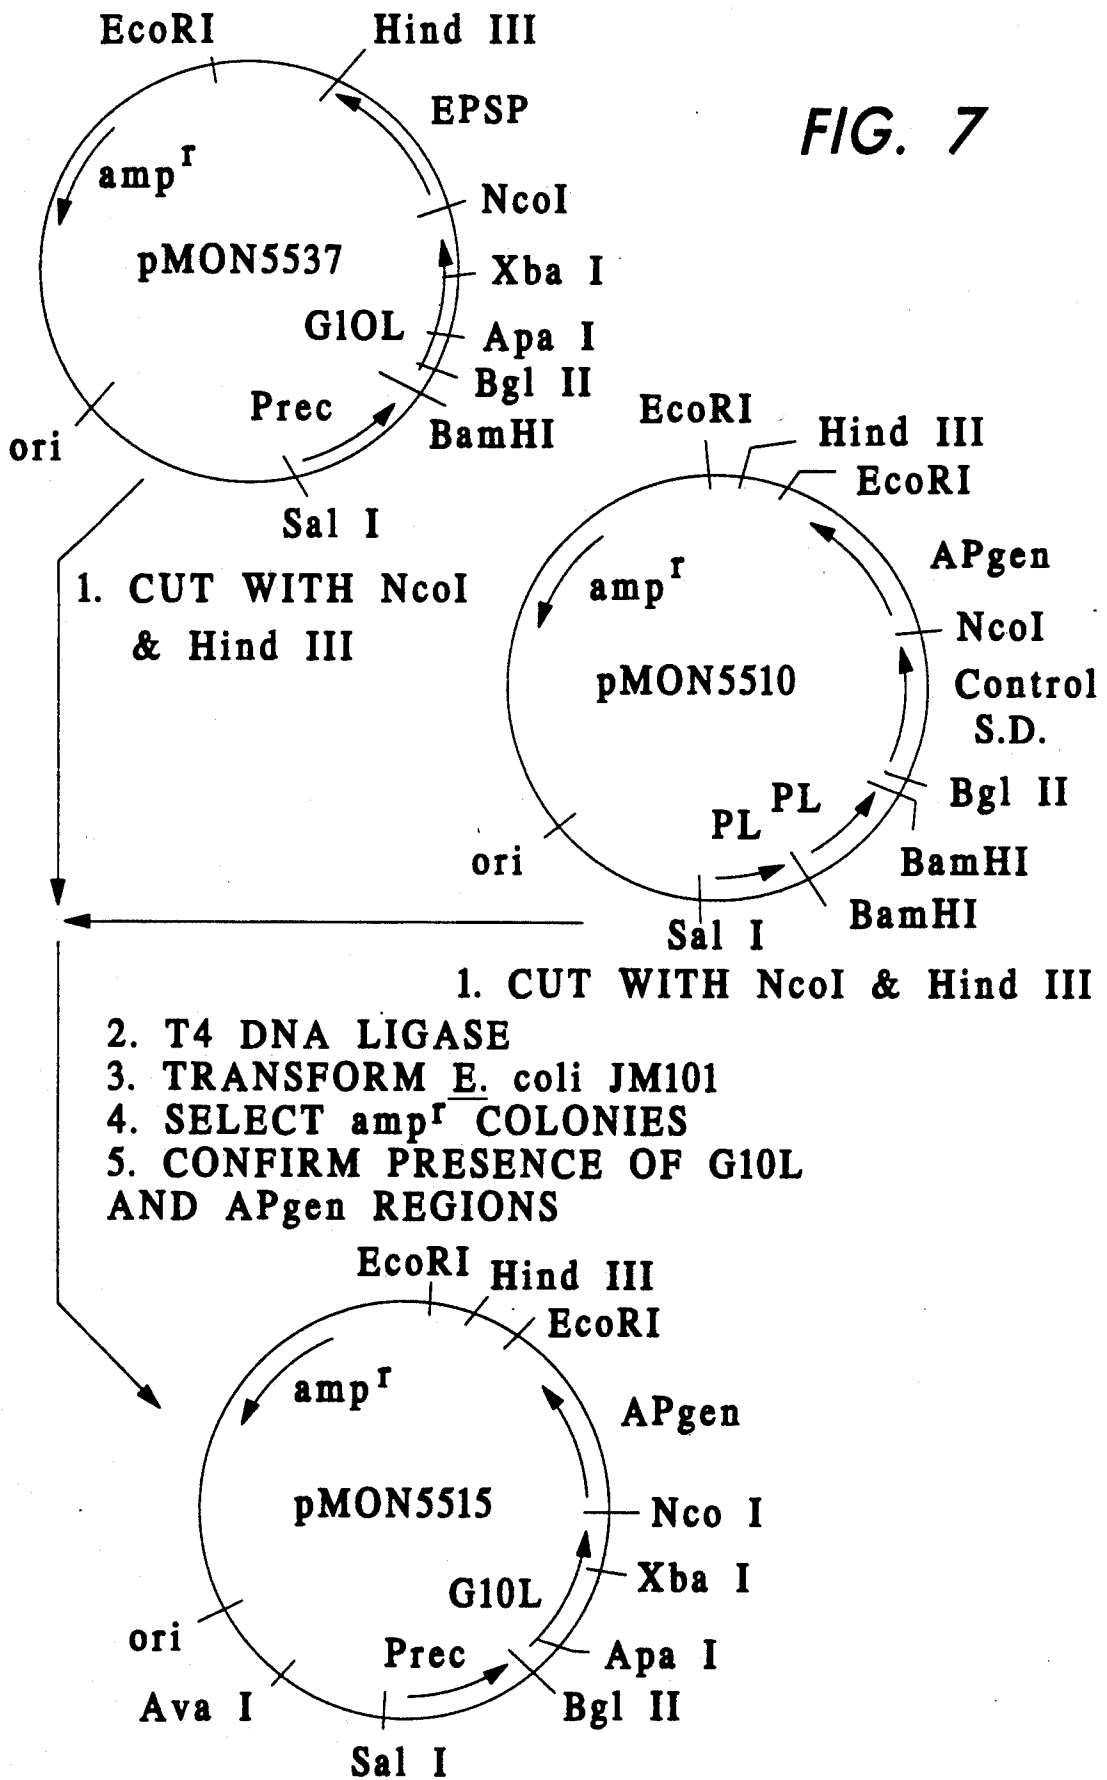 EcoRI
Hind III
EPSP
FIG. 7
amp^r
NcoI
pMON5537
Xba I
G10L
Apa I
Bgl II
Prec
BamHI
ori
Sal I
1. CUT WITH NcoI
& Hind III
EcoRI
Hind III
EcoRI
APgen
amp^r
NcoI
pMON5510
Control
S.D.
Bgl II
PL
PL
ori
BamHI
BamHI
Sal I
1. CUT WITH NcoI & Hind III
2. T4 DNA LIGASE
3. TRANSFORM E. coli JM101
4. SELECT amp^r COLONIES
5. CONFIRM PRESENCE OF G10L
AND APgen REGIONS
EcoRI
Hind III
EcoRI
amp^r
APgen
pMON5515
Nco I
Xba I
G10L
ori
Prec
Apa I
Ava I
Bgl II
Sal I